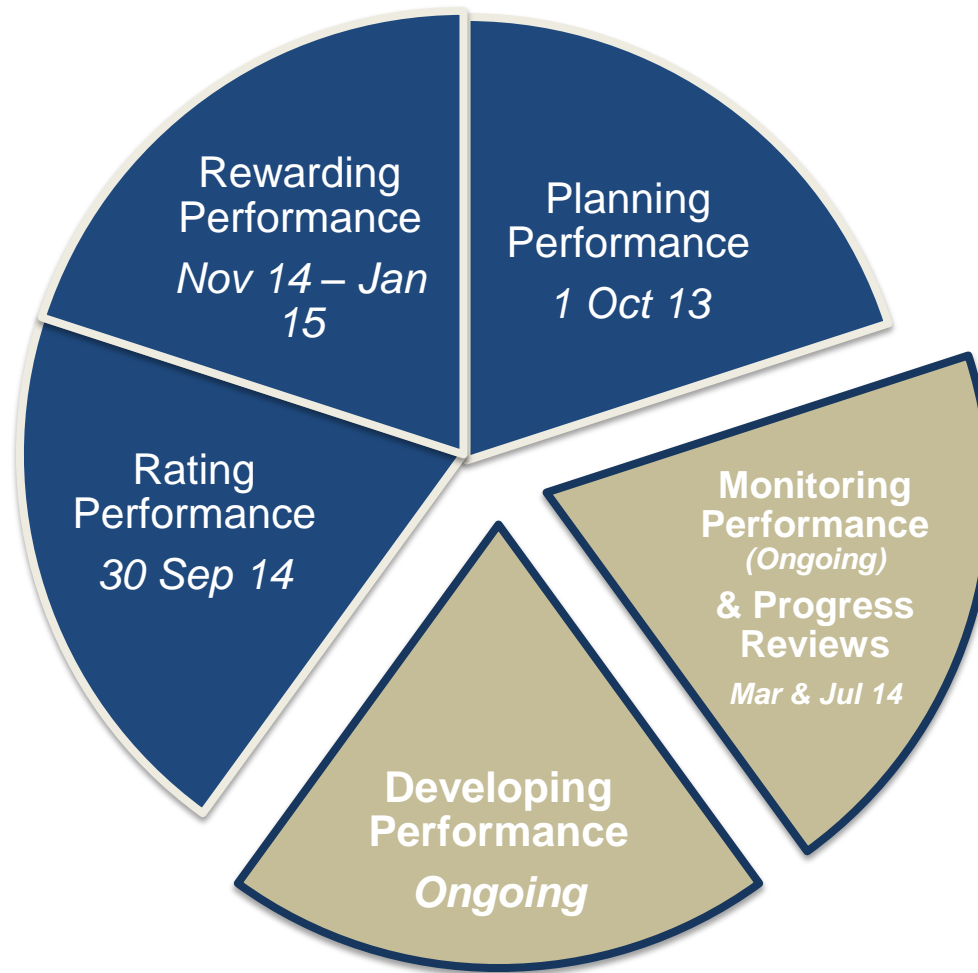 Rewarding
Performance
Nov 14 – Jan
15
Planning
Performance
1 Oct 13
Monitoring
Performance
(Ongoing)
& Progress
Reviews
Mar & Jul 14
Developing
Performance
Ongoing
Rating
Performance
30 Sep 14